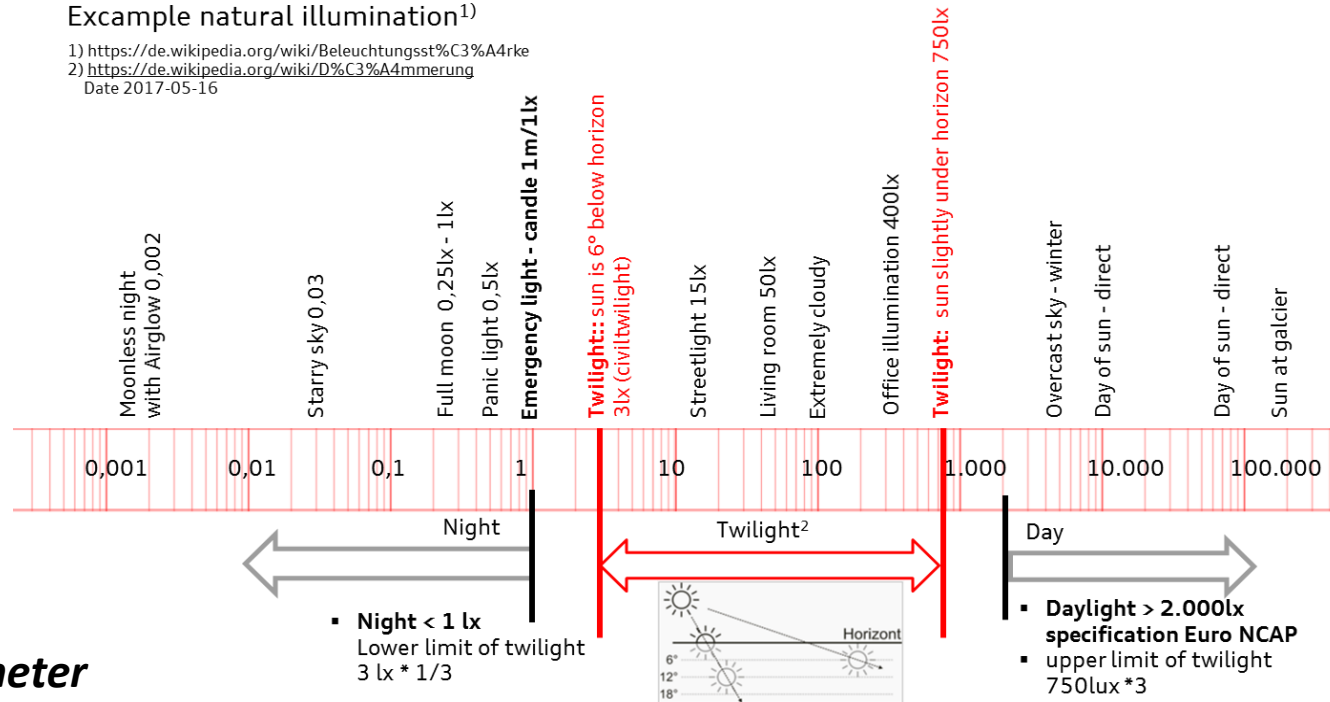 Excample natural illumination1)
1) https://de.wikipedia.org/wiki/Beleuchtungsst%C3%A4rke
2) https://de.wikipedia.org/wiki/D%C3%A4mmerung
Date 2017-05-16
Moonless night
with Airglow 0,002
Starry sky 0,03
Full moon 0,25lx - 1lx
Panic light 0,5lx
Emergency light - candle 1m/1lx
Twilight:: sun is 6° below horizon
3lx (civiltwilight)
Streetlight 15lx
Living room 50lx
Extremely cloudy
Office illumination 400lx
Twilight: sun slightly under horizon 750lx
Overcast sky - winter
Day of sun - direct
Day of sun - direct
Sun at galcier
0,001 0,01 0,1 1 10 100 1.000 10.000 100.000
Night
Twilight2
Day
▪ Night < 1 lx
Lower limit of twilight
3 lx * 1/3
Horizont
6°
12°
18°
▪ Daylight > 2.000lx
specification Euro NCAP
▪ upper limit of twilight
750lux *3
neter